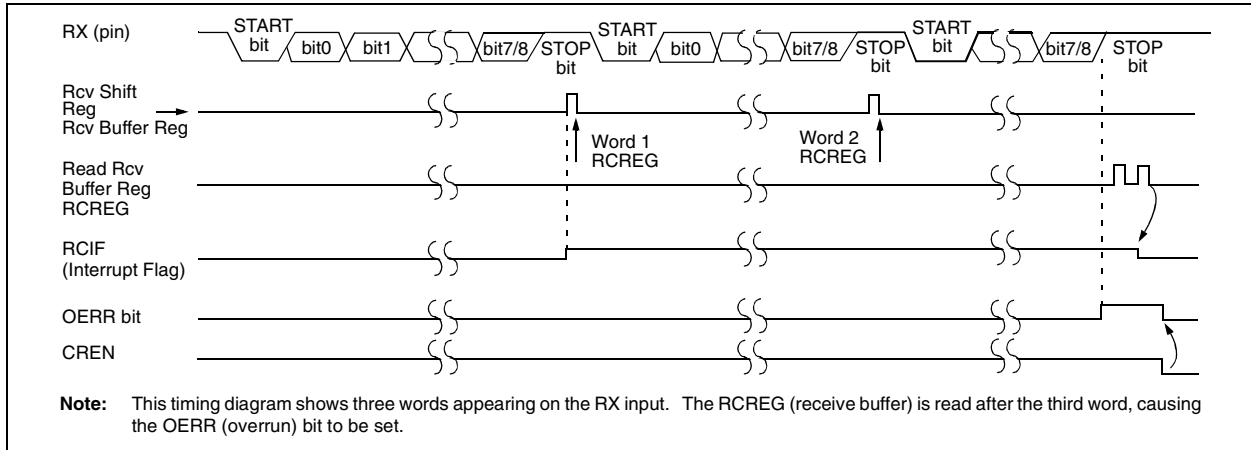 RX (pin)
START
bit
bit0
bit1
bit7/8
STOP
bit
START
bit
bit0
bit7/8
STOP
bit
START
bit
bit7/8
STOP
bit
Rcv Shift
Reg
Rcv Buffer Reg
Word 1
RCREG
Word 2
RCREG
Read Rcv
Buffer Reg
RCREG
RCIF
(Interrupt Flag)
OERR bit
CREN
Note: This timing diagram shows three words appearing on the RX input. The RCREG (receive buffer) is read after the third word, causing
the OERR (overrun) bit to be set.